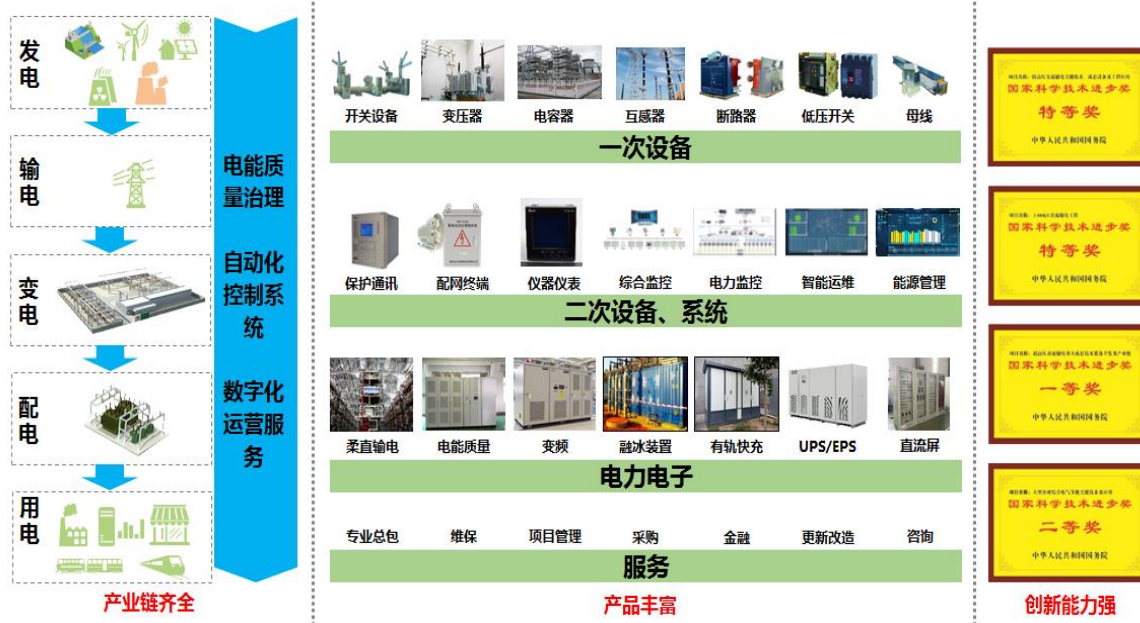 发电
输电
变电
配电
用电
电能质
量治理
自动化
控制系
统
数字化
运营服
务
产业链齐全
开关设备 变压器 电容器 互感器 断路器 低压开关 母线
一次设备
保护通讯 配网终端 仪器仪表 综合监控 电力监控 智能运维 能源管理
二次设备、系统
柔直输电 电能质量 变频 融冰装置 有轨快充 UPS/EPS 直流屏
电力电子
专业总包 维保 项目管理 采购 金融 更新改造 咨询
服务
产品丰富
国家科学技术进步奖
特等奖
中华人民共和国国务院
国家科学技术进步奖
特等奖
中华人民共和国国务院
国家科学技术进步奖
一等奖
中华人民共和国国务院
国家科学技术进步奖
二等奖
中华人民共和国国务院
创新能力强